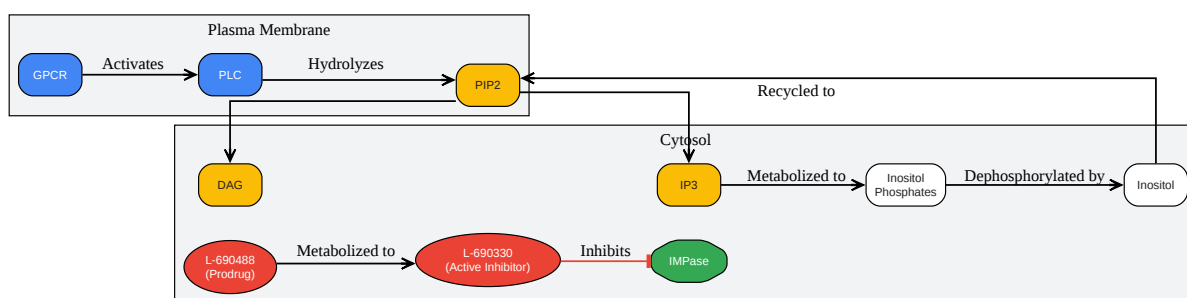 Plasma Membrane
GPCR
Activates
PLC
Hydrolyzes
PIP2
Recycled to
Cytosol
DAG
IP3
Metabolized to
Inositol
Phosphates
Dephosphorylated by
Inositol
L-690488
(Prodrug)
Metabolized to
L-690330
(Active Inhibitor)
Inhibits
IMPase